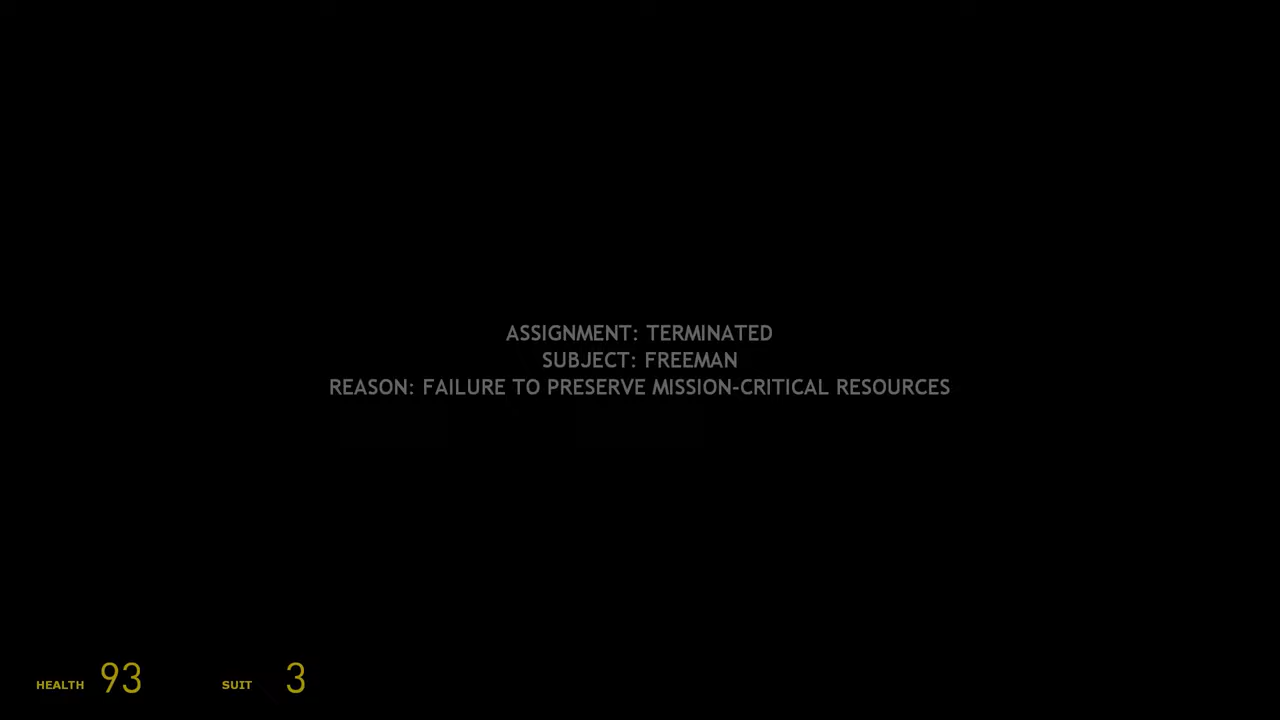 ASSIGNMENT: TERMINATED
SUBJECT: FREEMAN
REASON: FAILURE TO PRESERVE MISSION-CRITICAL RESOURCES
HEALTH 93 SUIT 3